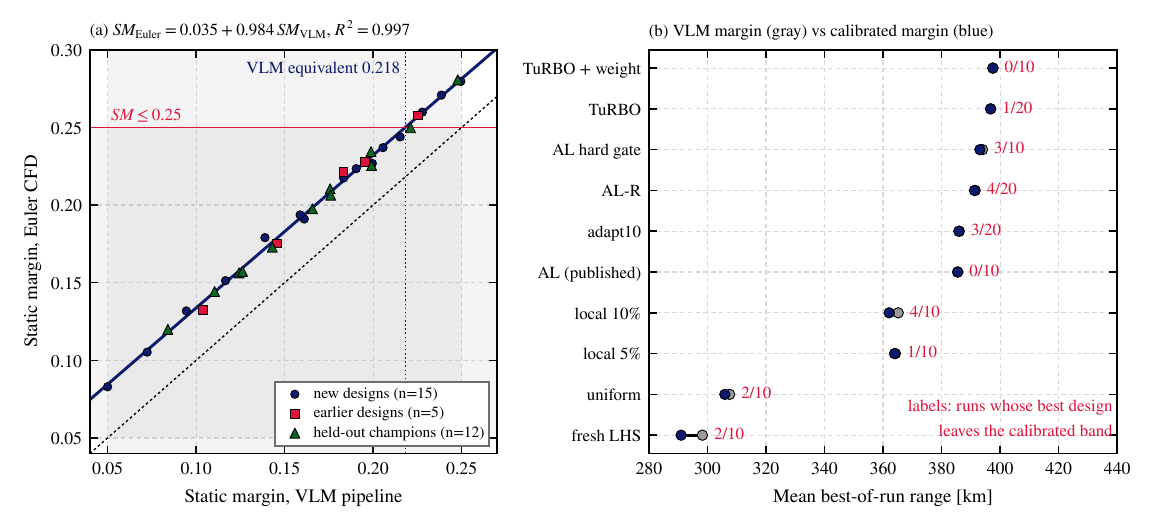 (a) SM_Euler = 0.035 + 0.984 SM_VLM, R² = 0.997
0.30
0.25
0.20
0.15
0.10
0.05
Static margin, Euler CFD
VLM equivalent 0.218
SM ≤ 0.25
new designs (n=15)
earlier designs (n=5)
held-out champions (n=12)
0.05 0.10 0.15 0.20 0.25
Static margin, VLM pipeline
(b) VLM margin (gray) vs calibrated margin (blue)
TuRBO + weight 0/10
TuRBO 1/20
AL hard gate 3/10
AL-R 4/20
adapt10 3/20
AL (published) 0/10
local 10% 4/10
local 5% 1/10
uniform 2/10
fresh LHS 2/10
labels: runs whose best design
leaves the calibrated band
280 300 320 340 360 380 400 420 440
Mean best-of-run range [km]